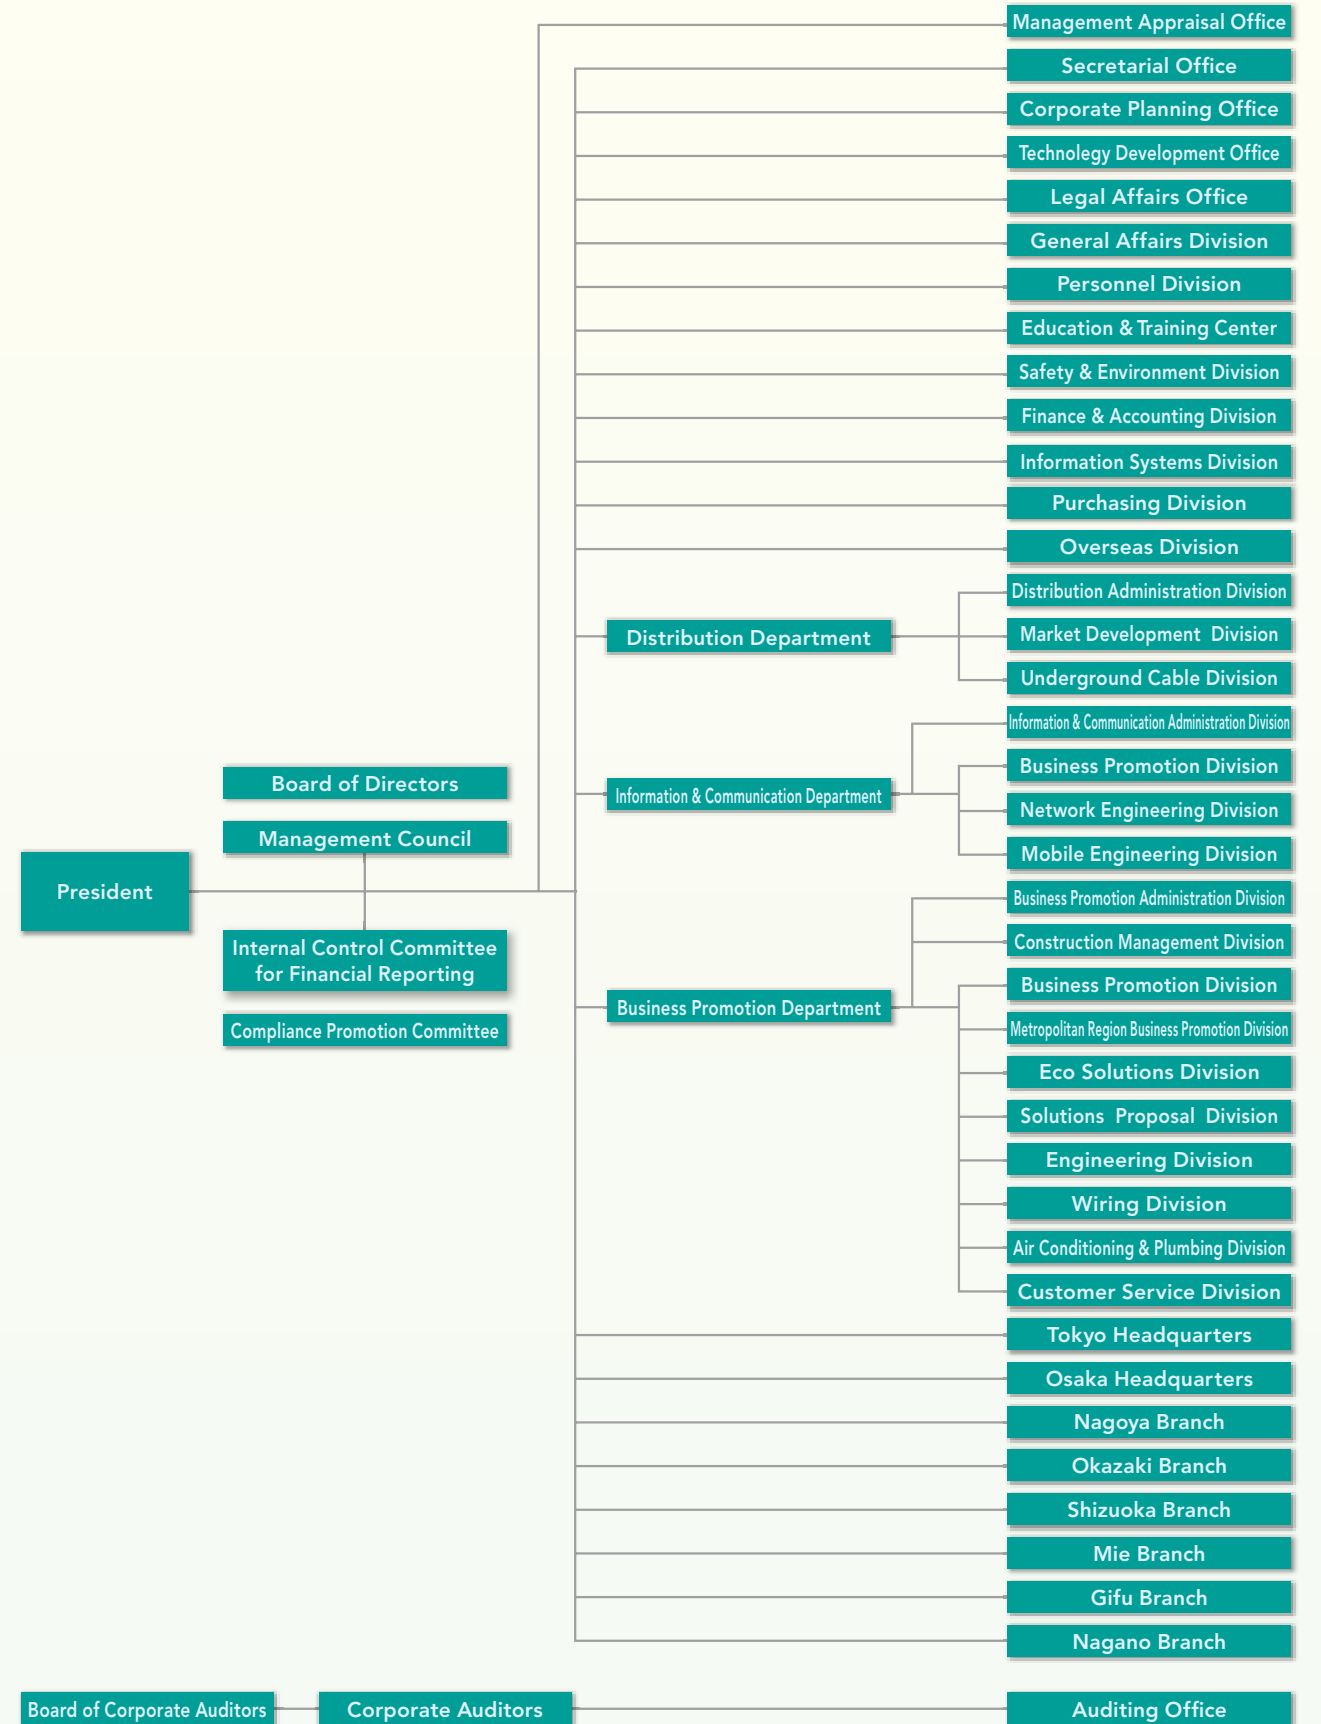 Management Appraisal Office
Secretarial Office
Corporate Planning Office
Technolegy Development Office
Legal Affairs Office
General Affairs Division
Personnel Division
Education & Training Center
Safety & Environment Division
Finance & Accounting Division
Information Systems Division
Purchasing Division
Overseas Division
Distribution Department
Distribution Administration Division
Market Development Division
Underground Cable Division
Information & Communication Department
Information & Communication Administration Division
Business Promotion Division
Network Engineering Division
Mobile Engineering Division
Board of Directors
Management Council
President
Internal Control Committee
for Financial Reporting
Compliance Promotion Committee
Business Promotion Department
Business Promotion Administration Division
Construction Management Division
Business Promotion Division
Metropolitan Region Business Promotion Division
Eco Solutions Division
Solutions Proposal Division
Engineering Division
Wiring Division
Air Conditioning & Plumbing Division
Customer Service Division
Tokyo Headquarters
Osaka Headquarters
Nagoya Branch
Okazaki Branch
Shizuoka Branch
Mie Branch
Gifu Branch
Nagano Branch
Board of Corporate Auditors
Corporate Auditors
Auditing Office